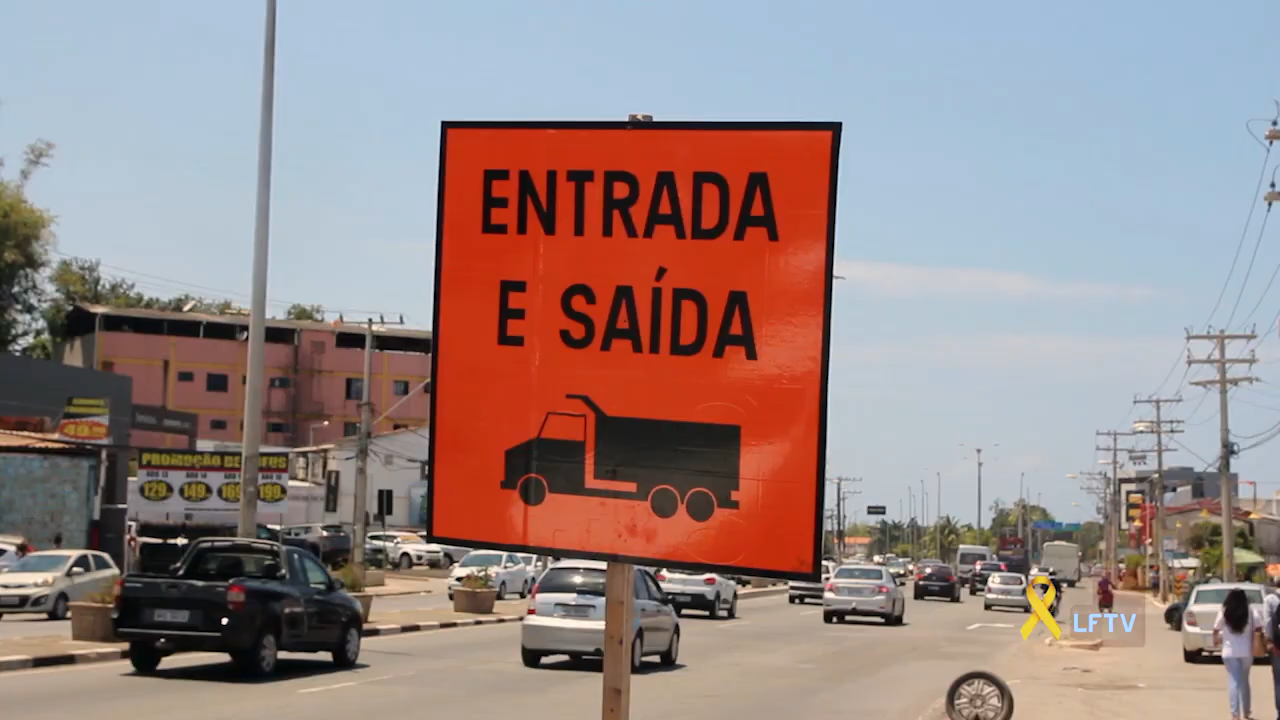 ENTRADA
E SAÍDA
PROMOÇÃO DE
129, 149, 169, 199,
LFTV